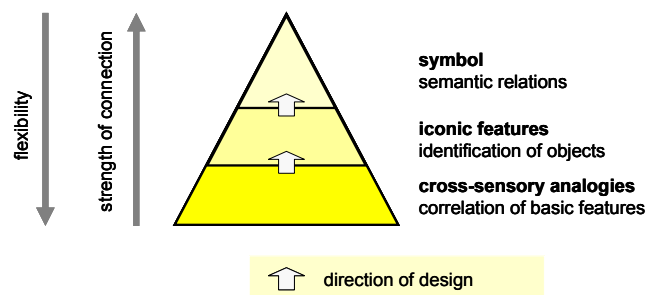 flexibility
strength of connection
symbol
semantic relations
iconic features
identification of objects
cross-sensory analogies
correlation of basic features
direction of design